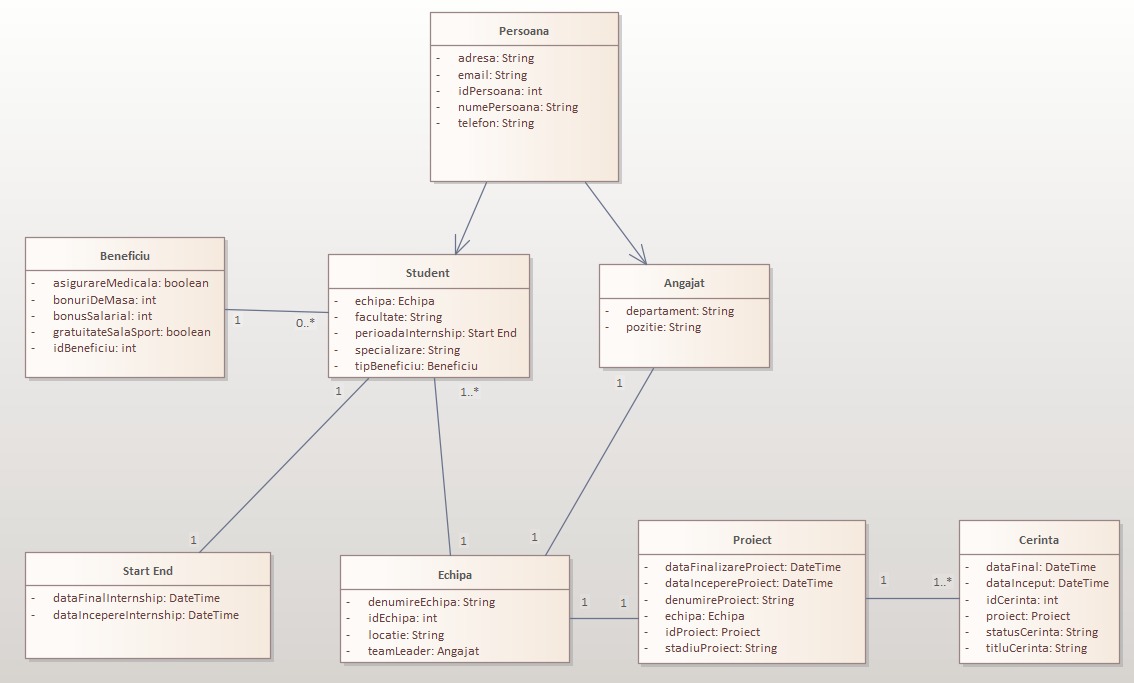 Persoana
- adresa: String
- email: String
- idPersoana: int
- numePersoana: String
- telefon: String
Beneficiu
- asigurareMedicala: boolean
- bonuriDeMasa: int
- bonusSalarial: int
- gratuitateSalaSport: boolean
- idBeneficiu: int
1
0..*
Student
- echipa: Echipa
- facultate: String
- perioadaInternship: Start End
- specializare: String
- tipBeneficiu: Beneficiu
Angajat
- departament: String
- pozitie: String
1
1..*
1
1
1
1
Start End
- dataFinalInternship: DateTime
- dataIncepereInternship: DateTime
Echipa
- denumireEchipa: String
- idEchipa: int
- locatie: String
- teamLeader: Angajat
1
1
Proiect
- dataFinalizareProiect: DateTime
- dataIncepereProiect: DateTime
- denumireProiect: String
- echipa: Echipa
- idProiect: Proiect
- stadiuProiect: String
1
1..*
Cerinta
- dataFinal: DateTime
- dataInceput: DateTime
- idCerinta: int
- proiect: Proiect
- statusCerinta: String
- titluCerinta: String